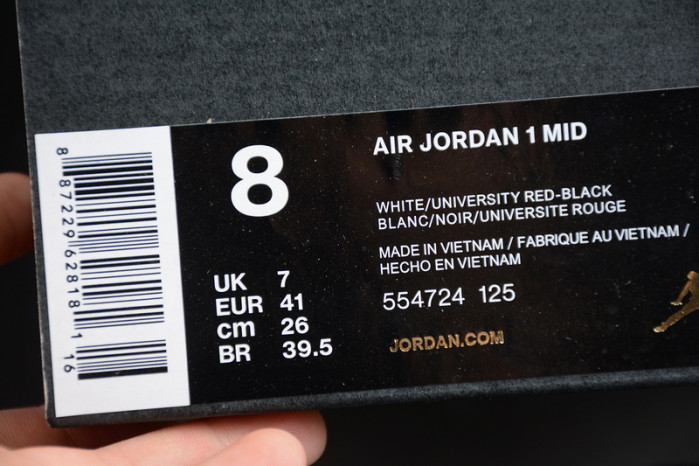 8 87229 62818 1 16
8
AIR JORDAN 1 MID
WHITE/UNIVERSITY RED-BLACK
BLANC/NOIR/UNIVERSITE ROUGE
MADE IN VIETNAM / FABRIQUE AU VIETNAM /
HECHO EN VIETNAM
554724 125
JORDAN.COM
UK 7
EUR 41
cm 26
BR 39.5